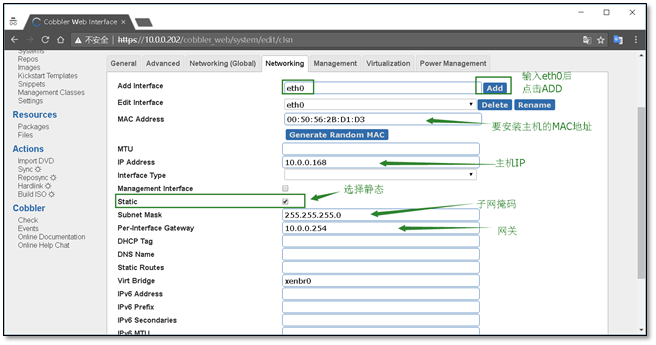 Cobbler Web Interface
不安全
https://10.0.0.202/cobbler_web/system/edit/clsn
Systems
Repos
Images
Kickstart Templates
Snippets
Management Classes
Settings
Resources
Packages
Files
Actions
Import DVD
Sync
Reposync
Hardlink
Build ISO
Cobbler
Check
Events
Online Documentation
Online Help Chat
General
Advanced
Networking (Global)
Networking
Management
Virtualization
Power Management
Add Interface
eth0
Add
输入eth0后
点击ADD
Edit Interface
eth0
Delete
Rename
MAC Address
00:50:56:2B:D1:D3
要安装主机的MAC地址
Generate Random MAC
MTU
IP Address
10.0.0.168
主机IP
Interface Type
Management Interface
选择静态
Static
子网掩码
Subnet Mask
255.255.255.0
Per-Interface Gateway
10.0.0.254
网关
DHCP Tag
DNS Name
Static Routes
Virt Bridge
xenbr0
IPv6 Address
IPv6 Prefix
IPv6 Secondaries
IPv6 MTU